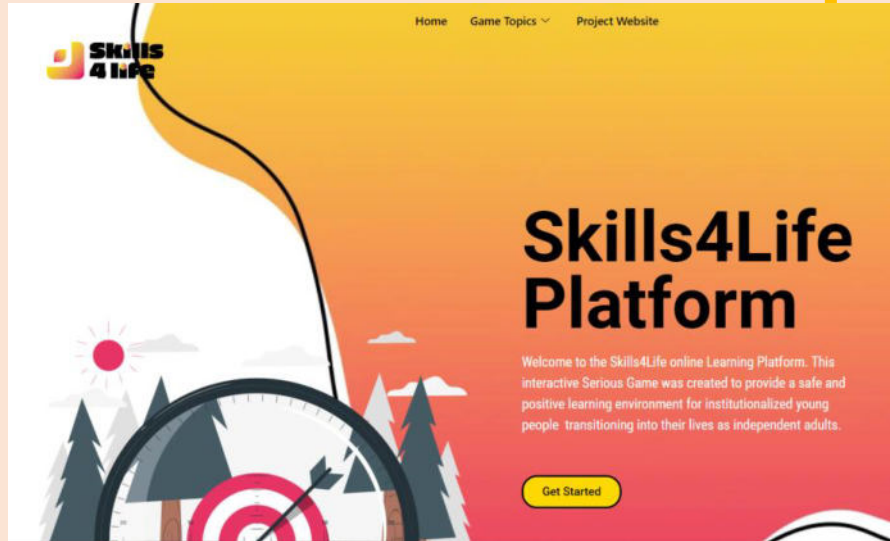 Home Game Topics Project Website
Skills
4 life
Skills4Life
Platform
Welcome to the Skills4Life online Learning Platform. This
interactive Serious Game was created to provide a safe and
positive learning environment for institutionalized young
people transitioning into their lives as independent adults.
Get Started